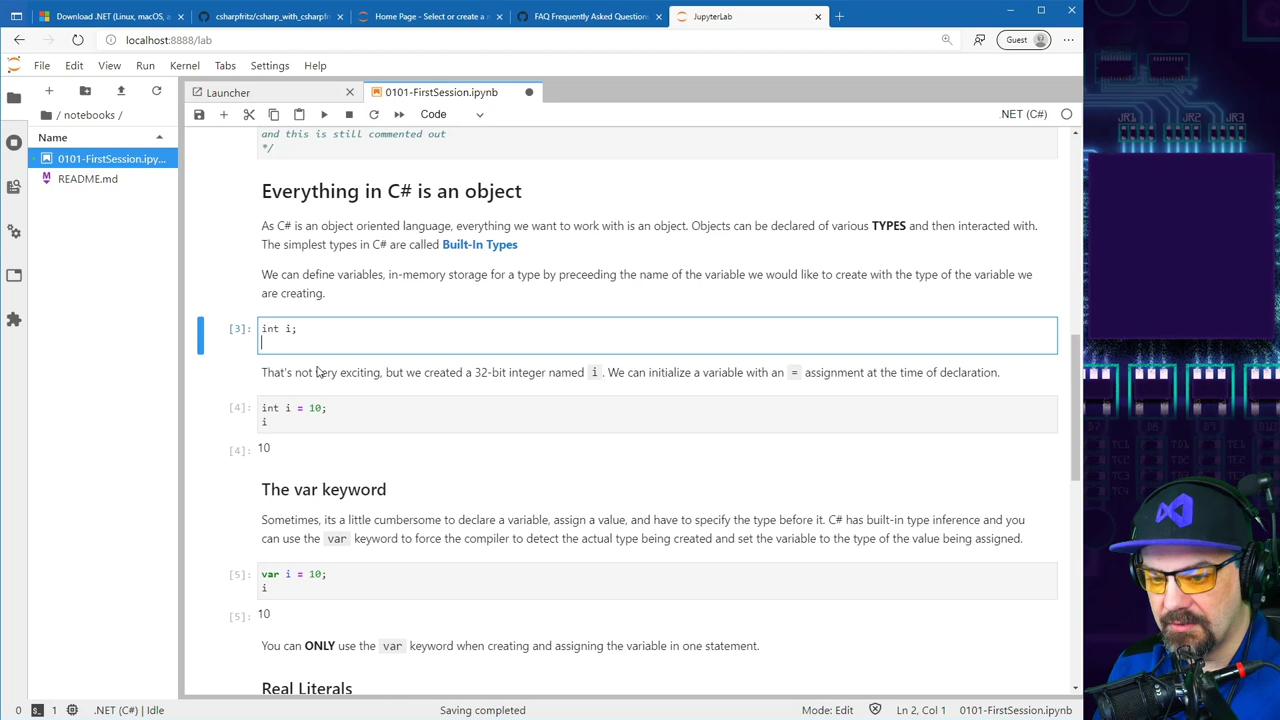 Download .NET (Linux, macOS, a
csharpfritz/csharp_with_csharpf
Home Page - Select or create a n
FAQ Frequently Asked Questions
JupyterLab
localhost:8888/lab
Guest
File Edit View Run Kernel Tabs Settings Help
Launcher
0101-FirstSession.ipynb
Code
.NET (C#)
/ notebooks /
Name
0101-FirstSession.ipy...
README.md
and this is still commented out
*/
Everything in C# is an object
As C# is an object oriented language, everything we want to work with is an object. Objects can be declared of various TYPES and then interacted with.
The simplest types in C# are called Built-In Types
We can define variables, in-memory storage for a type by preceeding the name of the variable we would like to create with the type of the variable we
are creating.
[3]: int i;
That's not very exciting, but we created a 32-bit integer named i . We can initialize a variable with an = assignment at the time of declaration.
[4]: int i = 10;
i
[4]: 10
The var keyword
Sometimes, its a little cumbersome to declare a variable, assign a value, and have to specify the type before it. C# has built-in type inference and you
can use the var keyword to force the compiler to detect the actual type being created and set the variable to the type of the value being assigned.
[5]: var i = 10;
i
[5]: 10
You can ONLY use the var keyword when creating and assigning the variable in one statement.
Real Literals
0 1 .NET (C#) | Idle
Saving completed
Mode: Edit
Ln 2, Col 1
0101-FirstSession.ipynb
JR1 JR2 JR3